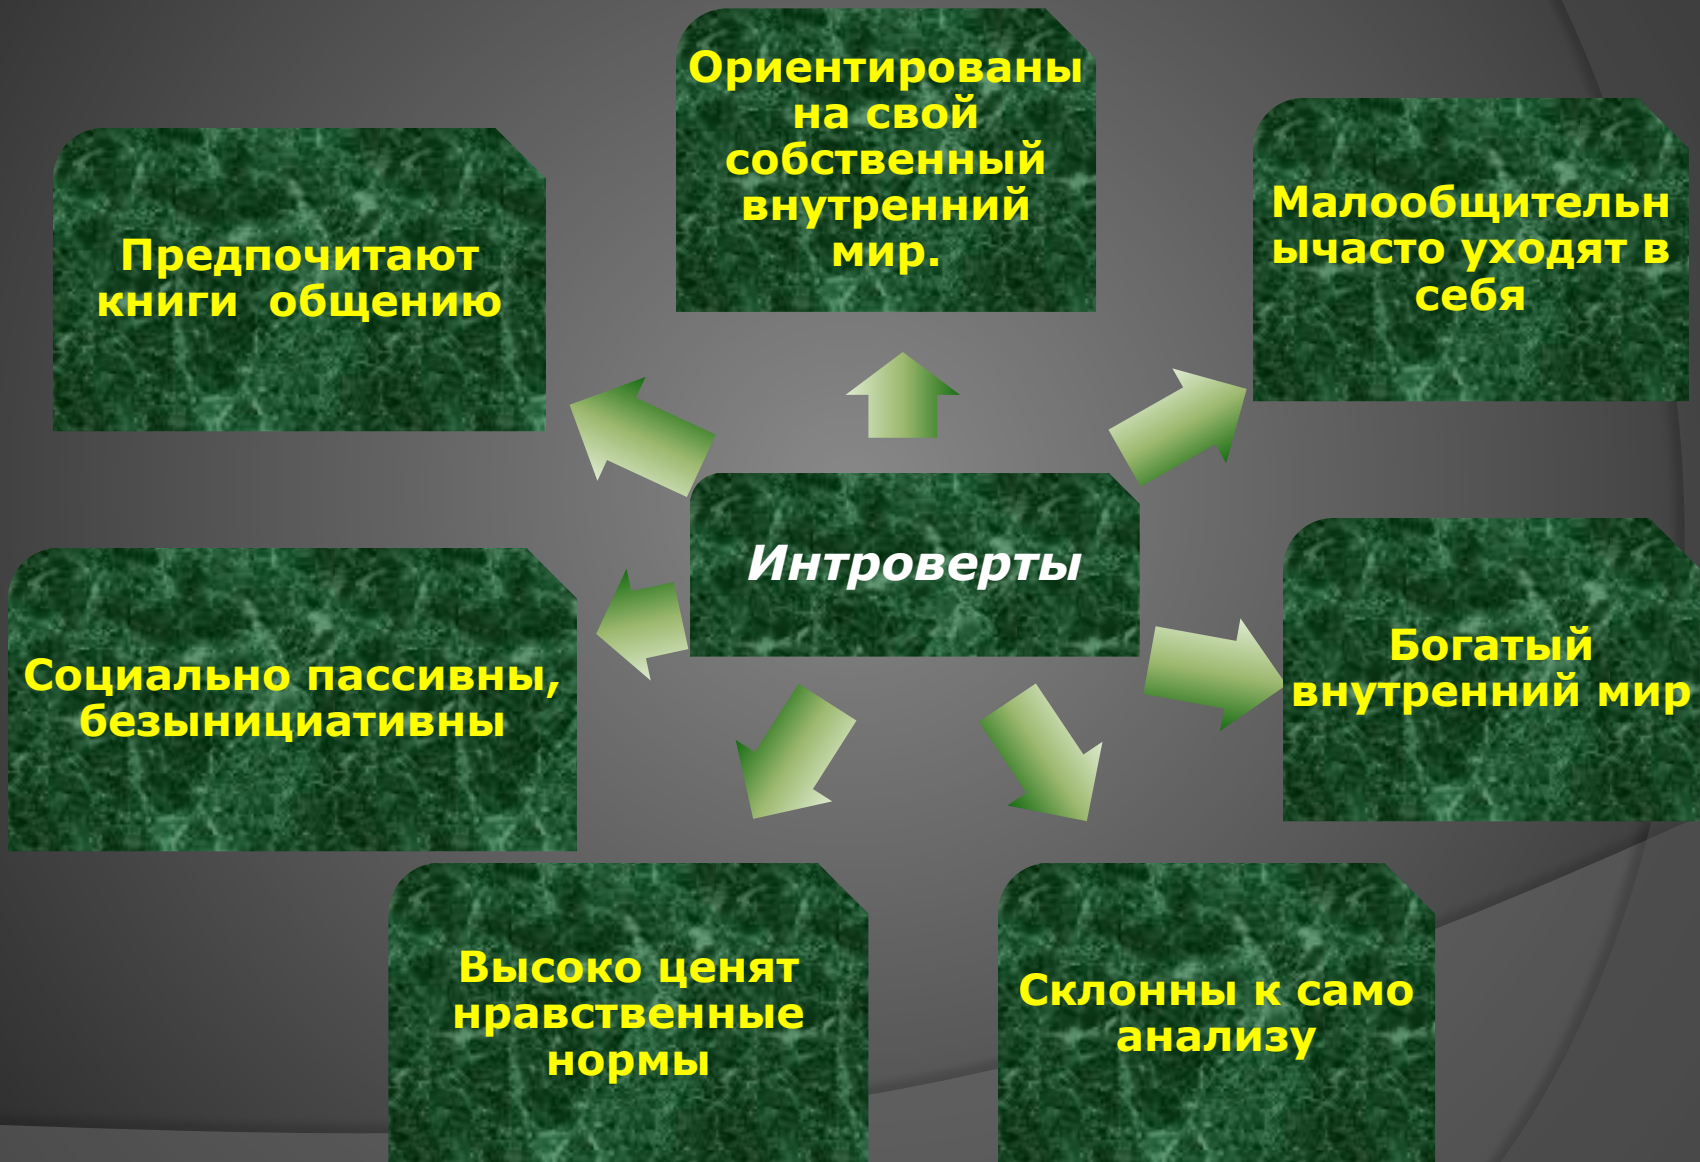 Ориентированы
на свой
собственный
внутренний
мир.
Предпочитают
книги  общению
Малообщительн
ычасто уходят в
себя
Интроверты
Социально пассивны,
безынициативны
Богатый
внутренний мир
Высоко ценят
нравственные
нормы
Склонны к само
анализу